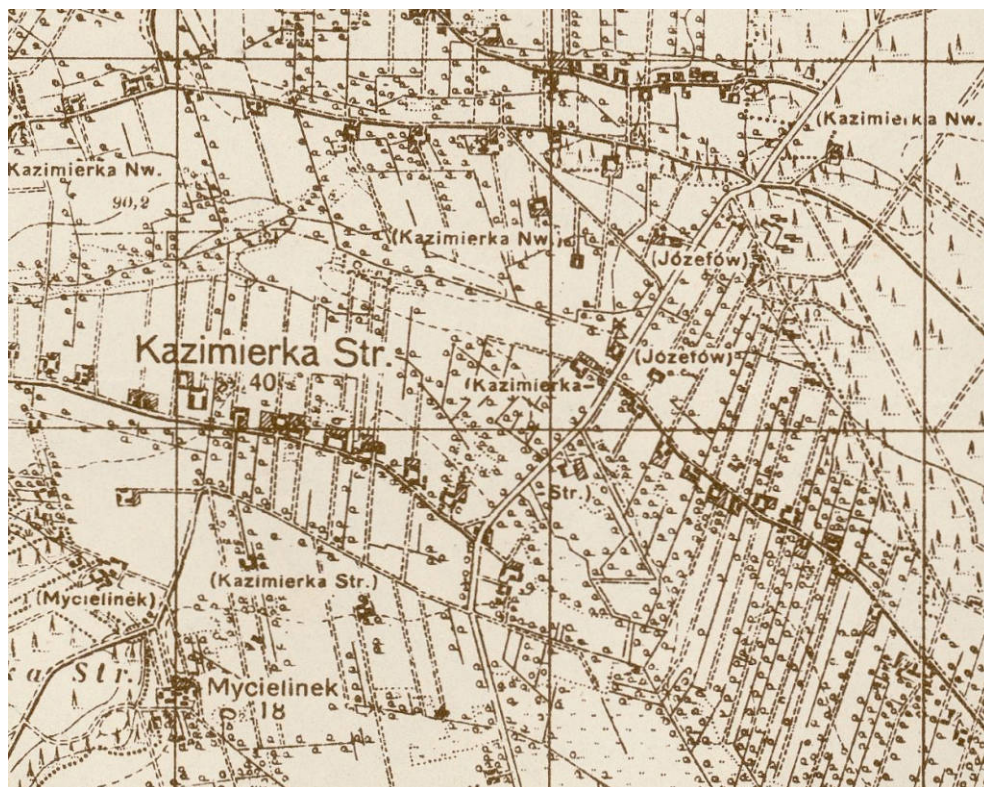 (Kazimierka Nw.
Kazimierka Nw.
90,2
(Kazimierka Nw.)
(Józefów)
Kazimierka Str.
40
(Józefów)
(Kazimierka
Str.)
(Kazimierka Str.)
(Mycielinek)
ka Str.
Mycielinek
18